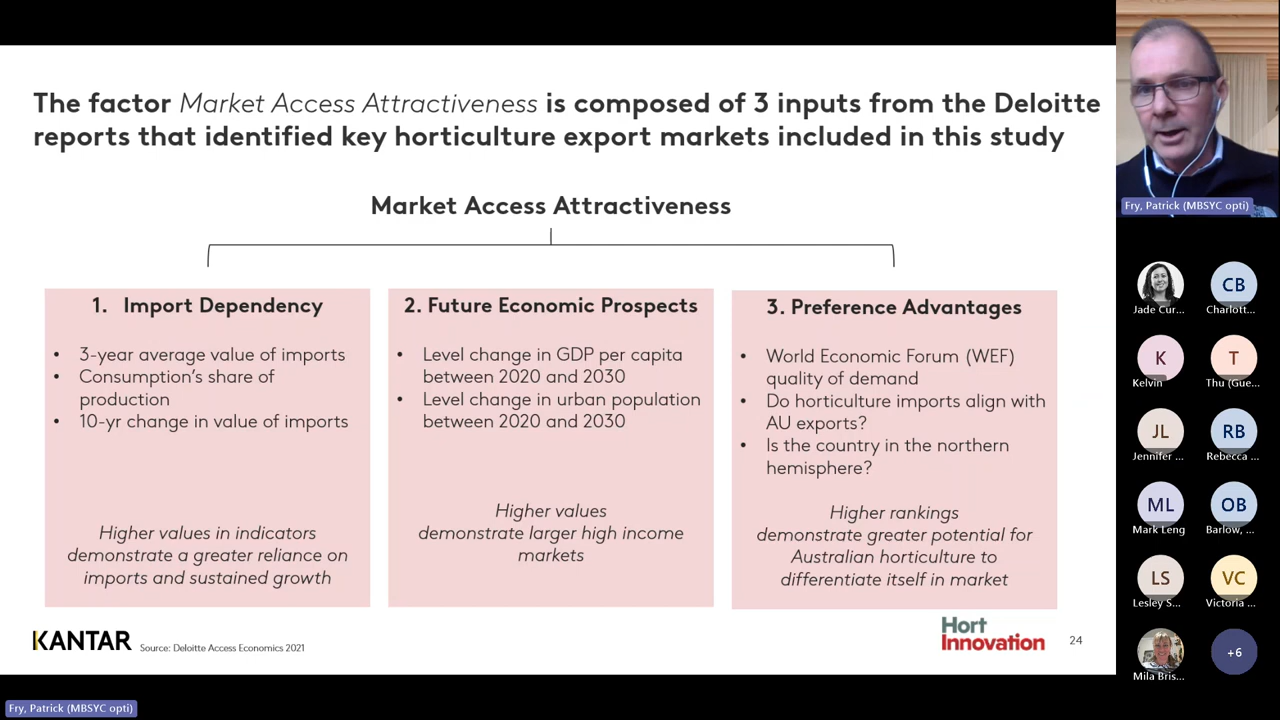 The factor Market Access Attractiveness is composed of 3 inputs from the Deloitte
reports that identified key horticulture export markets included in this study
Market Access Attractiveness
1. Import Dependency
• 3-year average value of imports
• Consumption's share of
production
• 10-yr change in value of imports
Higher values in indicators
demonstrate a greater reliance on
imports and sustained growth
2. Future Economic Prospects
• Level change in GDP per capita
between 2020 and 2030
• Level change in urban population
between 2020 and 2030
Higher values
demonstrate larger high income
markets
3. Preference Advantages
• World Economic Forum (WEF)
quality of demand
• Do horticulture imports align with
AU exports?
• Is the country in the northern
hemisphere?
Higher rankings
demonstrate greater potential for
Australian horticulture to
differentiate itself in market
KANTAR
Source: Deloitte Access Economics 2021
Hort
Innovation
24
Fry, Patrick (MBSYC opti)
Jade Cur...
CB
Charlott...
K
Kelvin
T
Thu (Gue...
JL
Jennifer ...
RB
Rebecca ...
ML
Mark Leng
OB
Barlow, ...
LS
Lesley S...
VC
Victoria ...
Mila Bris...
+6
Fry, Patrick (MBSYC opti)